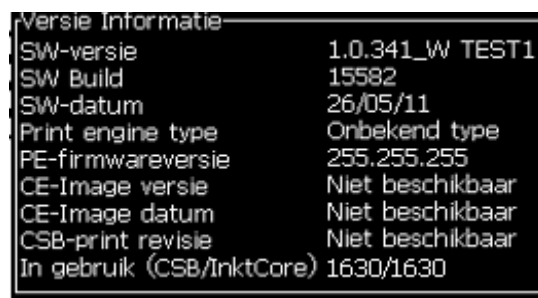 Versie Informatie
SW-versie 1.0.341_W TEST1
SW Build 15582
SW-datum 26/05/11
Print engine type Onbekend type
PE-firmwareversie 255.255.255
CE-Image versie Niet beschikbaar
CE-Image datum Niet beschikbaar
CSB-print revisie Niet beschikbaar
In gebruik (CSB/InktCore) 1630/1630